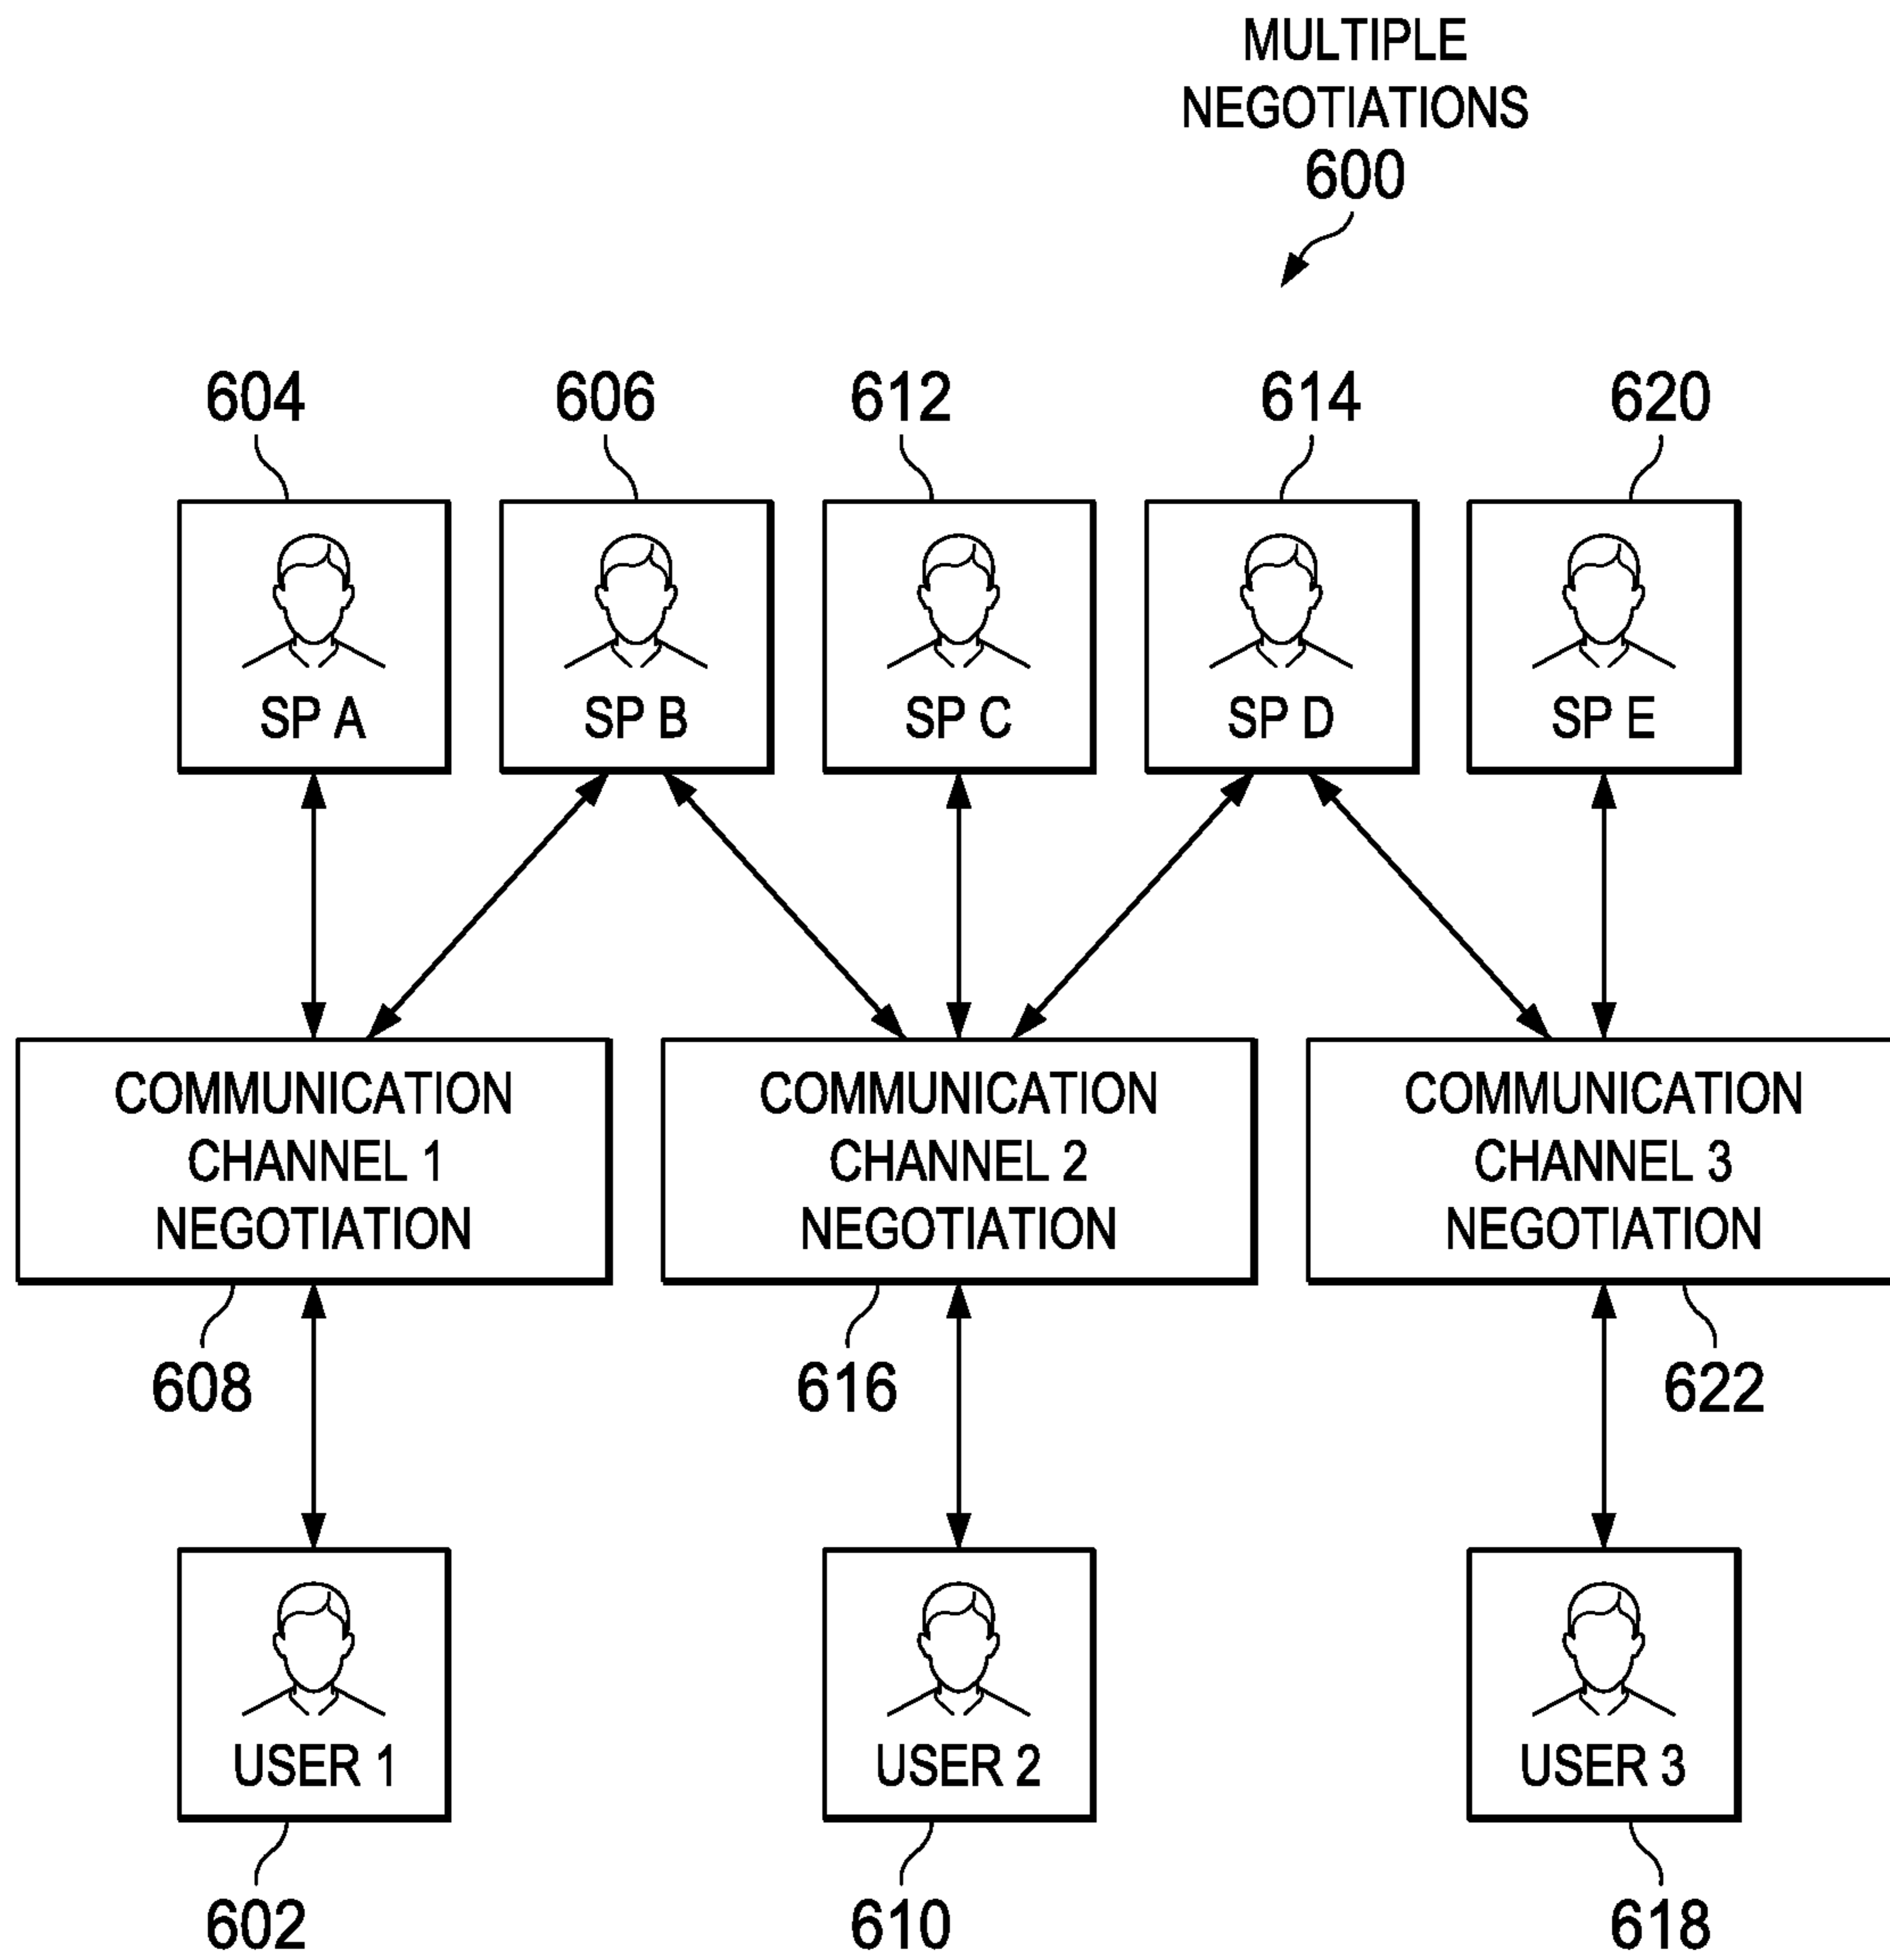 MULTIPLE
NEGOTIATIONS
600
604 606 612 614 620
SP A SP B SP C SP D SP E
COMMUNICATION
CHANNEL 1
NEGOTIATION
COMMUNICATION
CHANNEL 2
NEGOTIATION
COMMUNICATION
CHANNEL 3
NEGOTIATION
608 616 622
USER 1 USER 2 USER 3
602 610 618